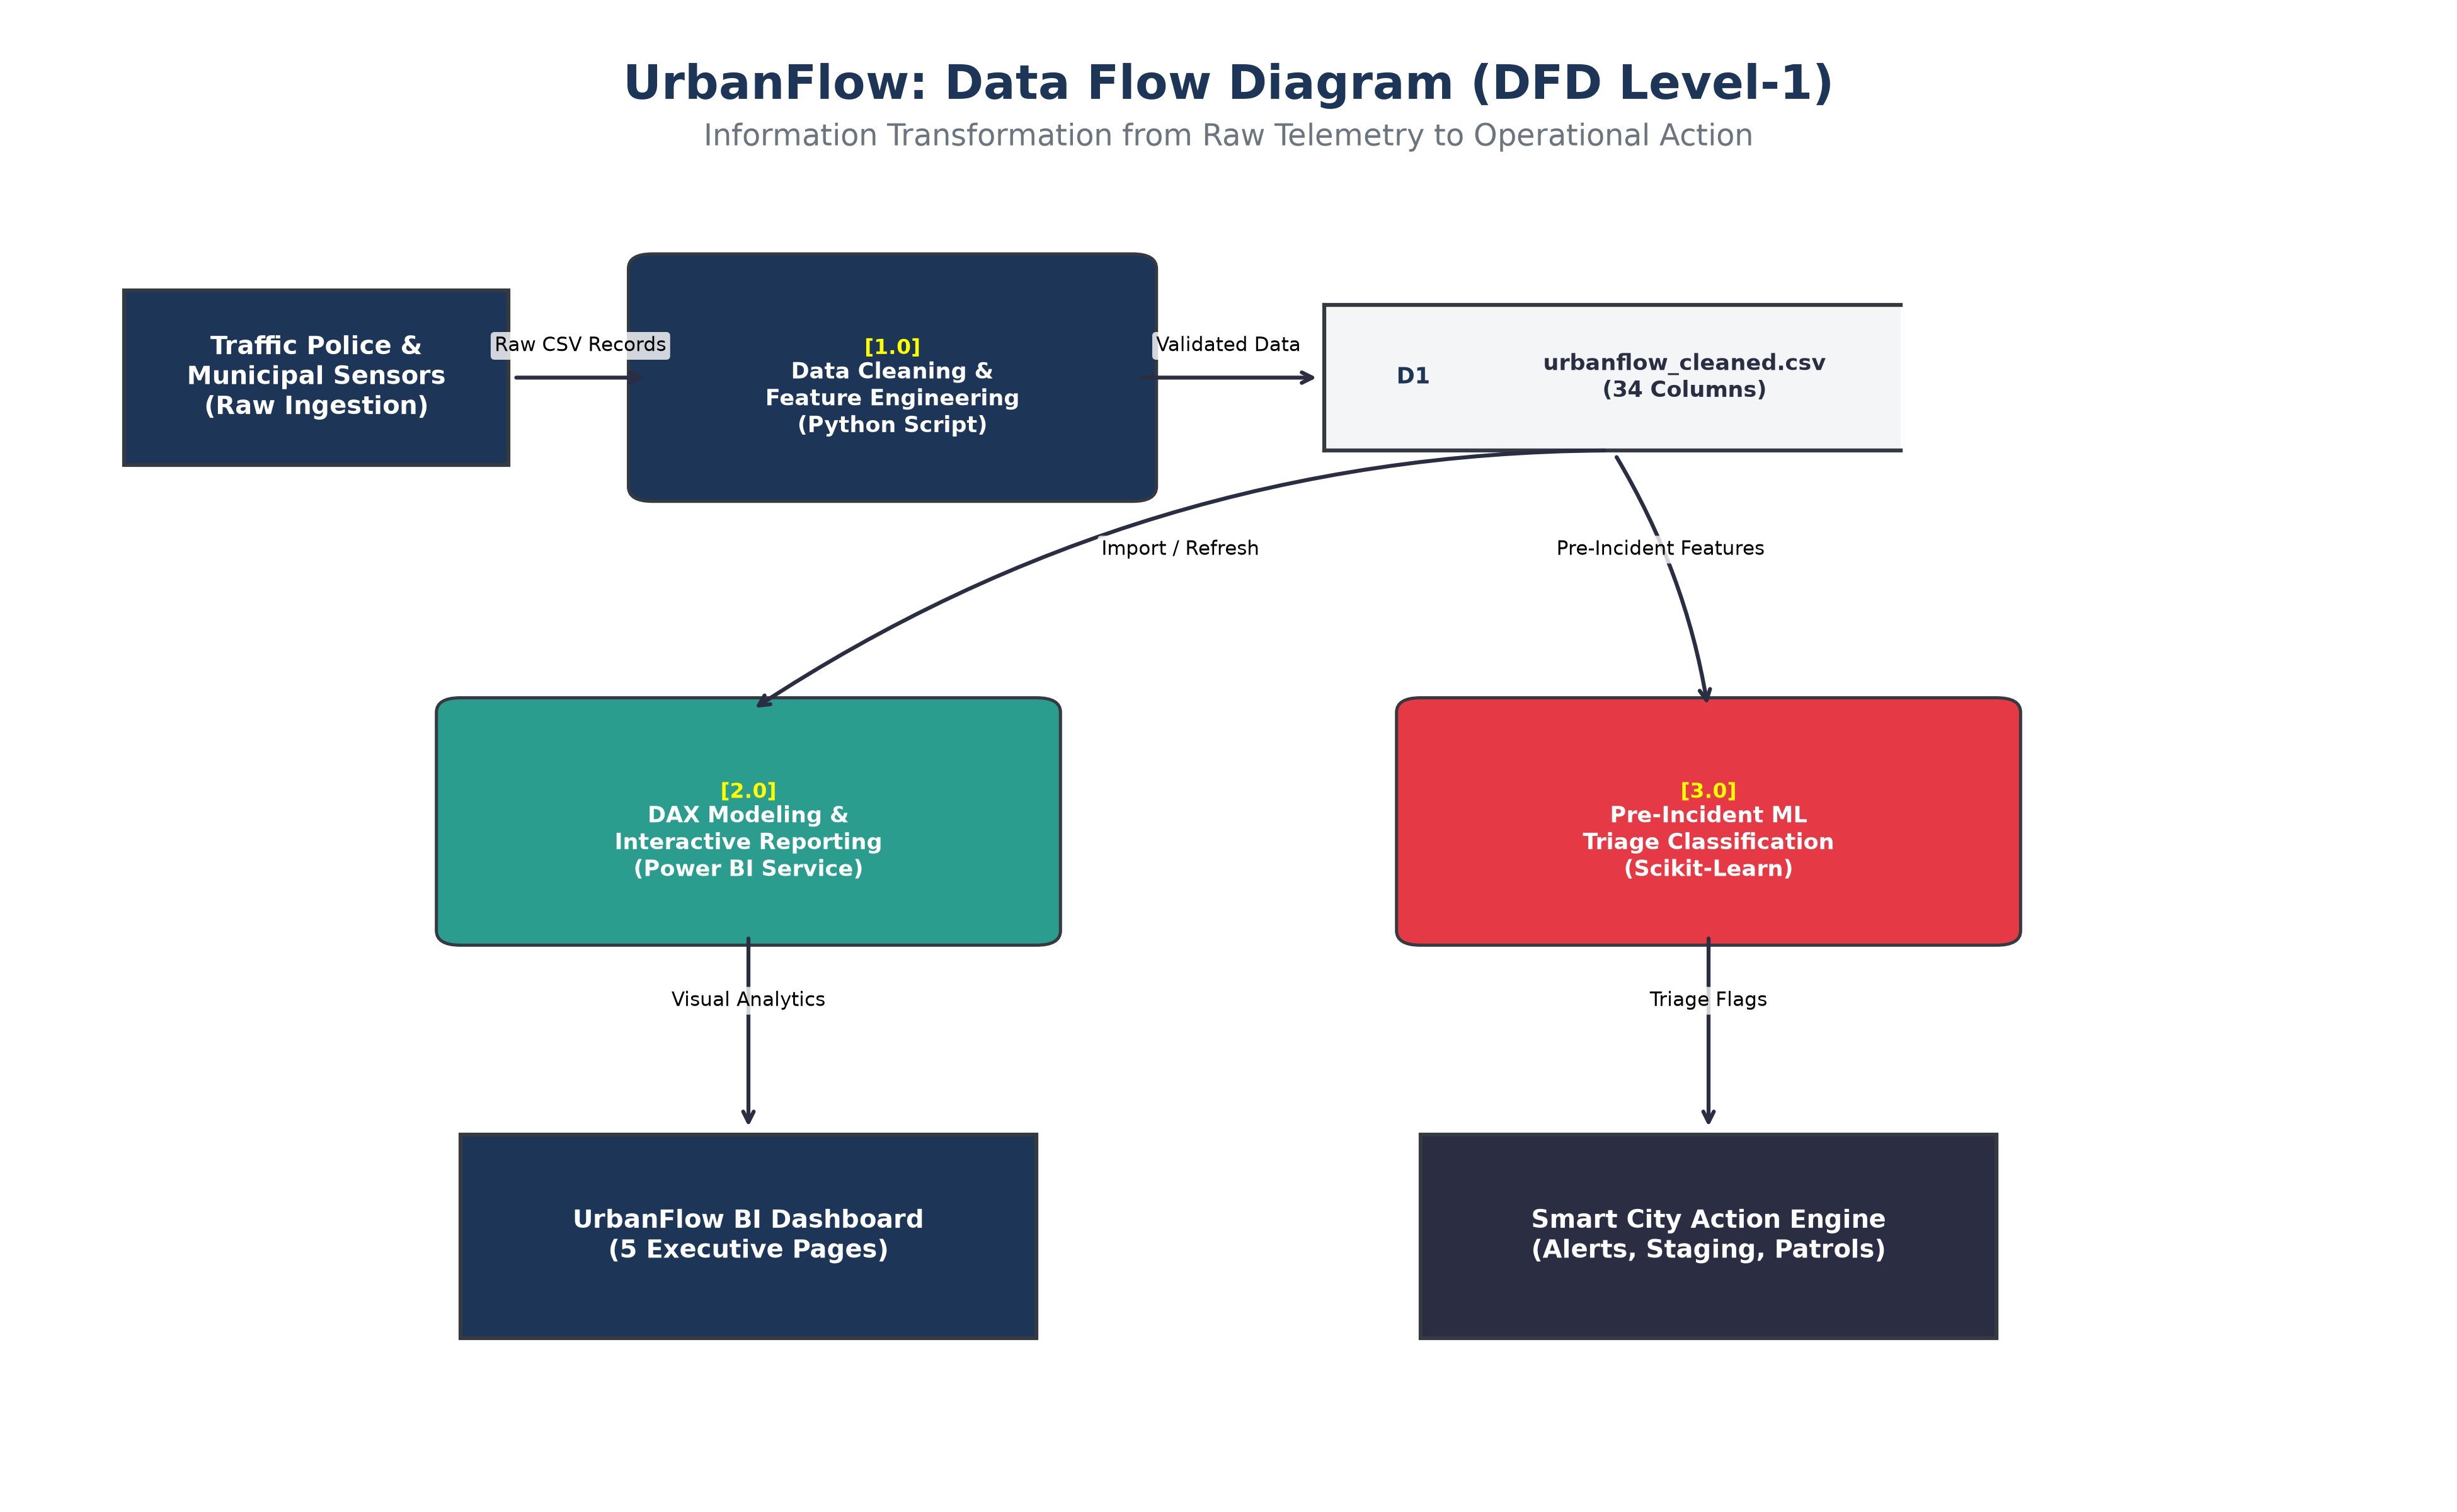 UrbanFlow: Data Flow Diagram (DFD Level-1)
Information Transformation from Raw Telemetry to Operational Action
Traffic Police &
Municipal Sensors
(Raw Ingestion)
Raw CSV Records
[1.0]
Data Cleaning &
Feature Engineering
(Python Script)
Validated Data
D1
urbanflow_cleaned.csv
(34 Columns)
Import / Refresh
Pre-Incident Features
[2.0]
DAX Modeling &
Interactive Reporting
(Power BI Service)
[3.0]
Pre-Incident ML
Triage Classification
(Scikit-Learn)
Visual Analytics
Triage Flags
UrbanFlow BI Dashboard
(5 Executive Pages)
Smart City Action Engine
(Alerts, Staging, Patrols)